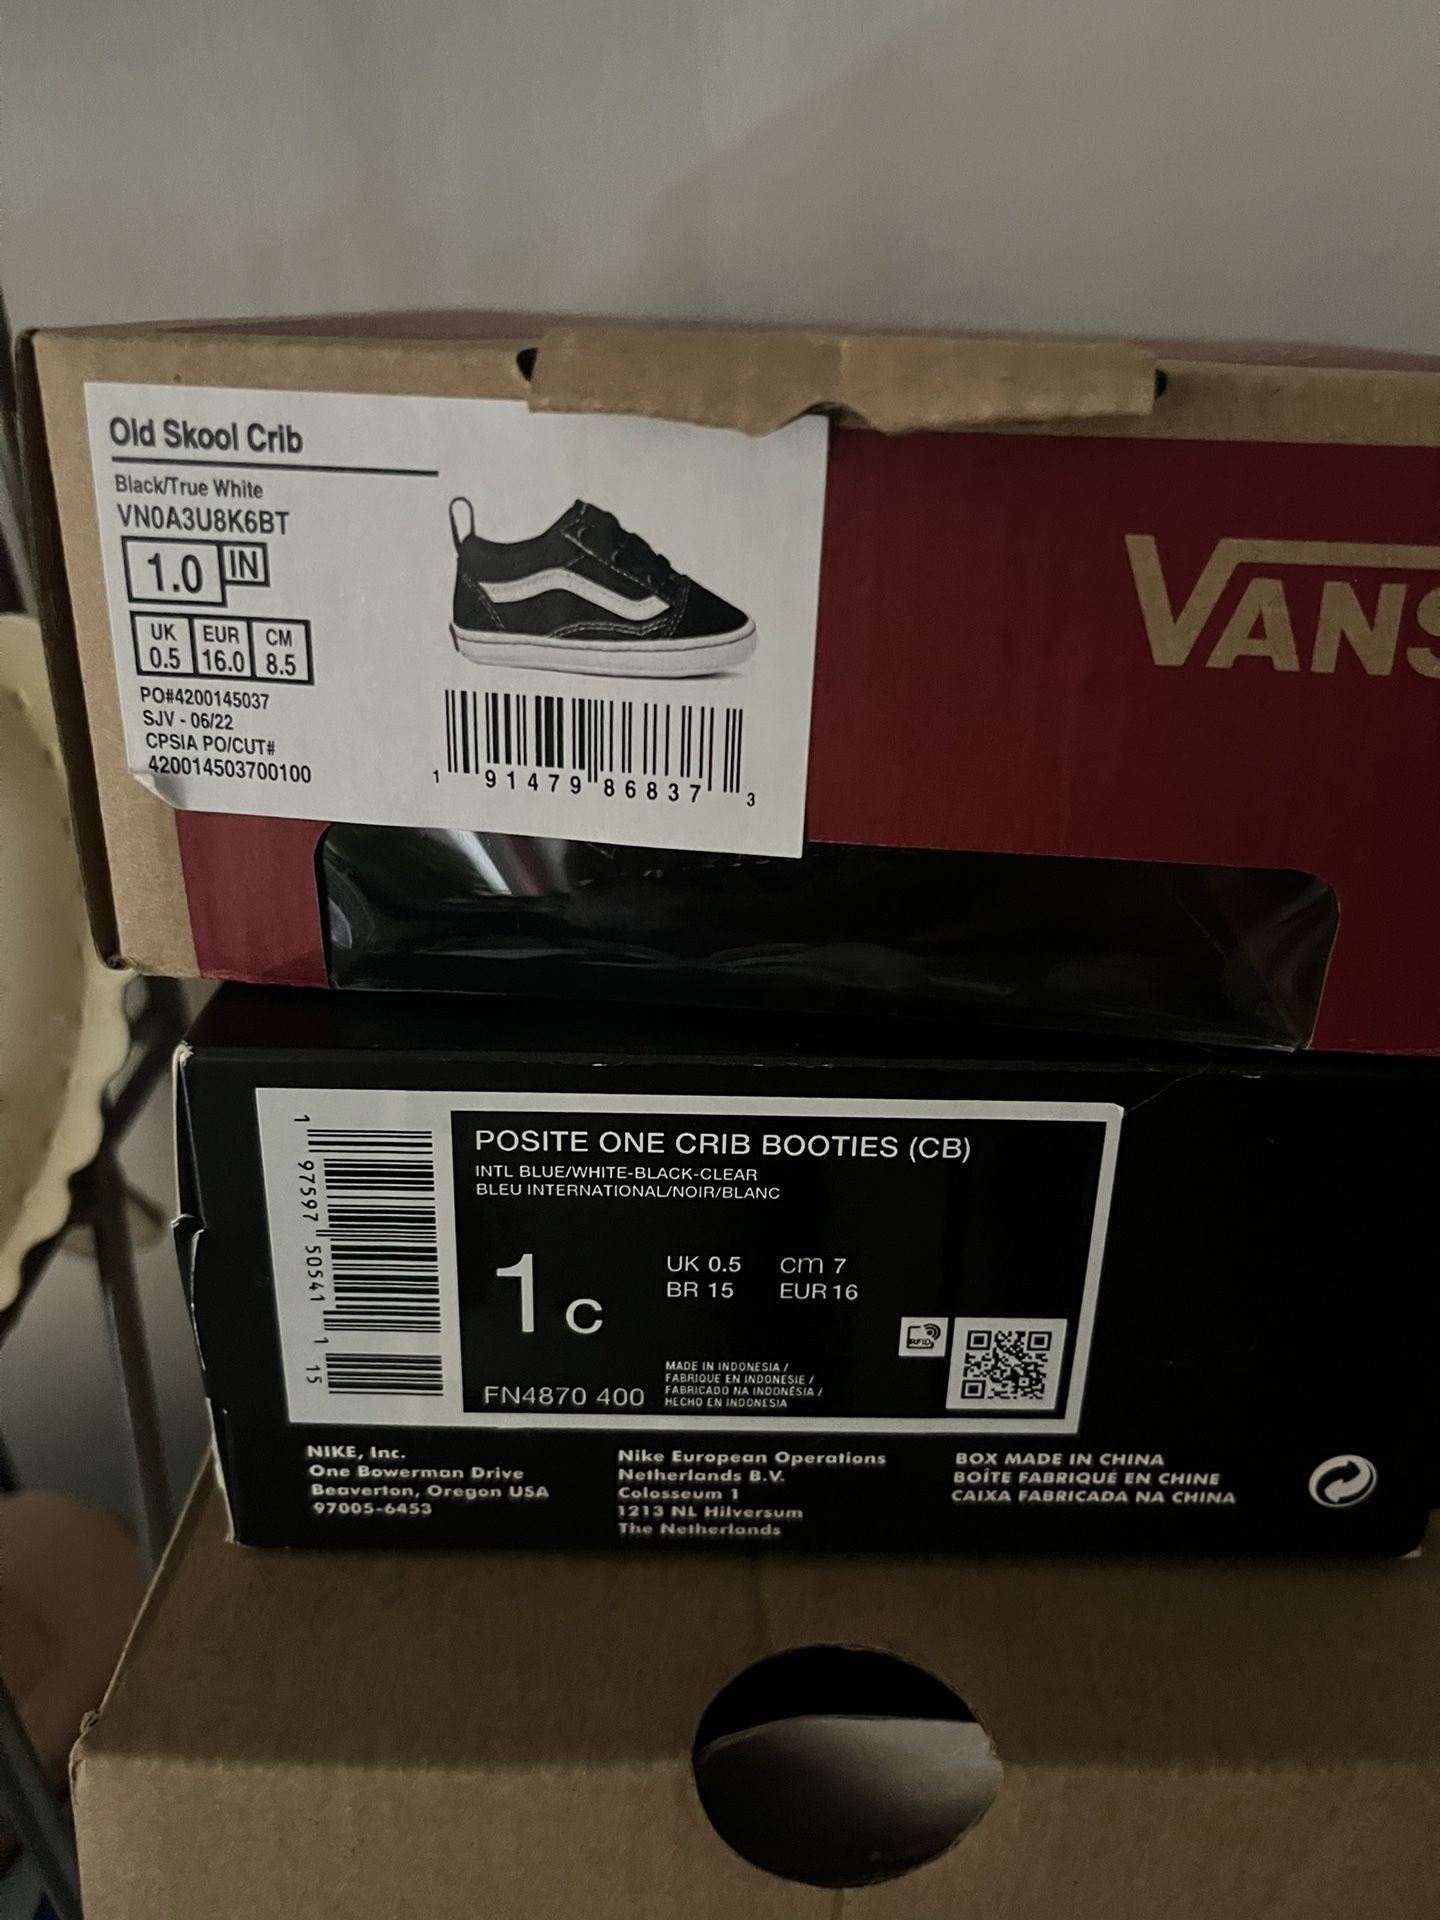 Old Skool Crib
Black/True White
VN0A3U8K6BT
1.0 IN
UK EUR CM
0.5 16.0 8.5
PO#4200145037
SJV - 06/22
CPSIA PO/CUT#
420014503700100
1 91479 86837 3
VANS
POSITE ONE CRIB BOOTIES (CB)
INTL BLUE/WHITE-BLACK-CLEAR
BLEU INTERNATIONAL/NOIR/BLANC
1 97597 50541 1 15
1 C
UK 0.5 cm 7
BR 15 EUR 16
RFID
FN4870 400
MADE IN INDONESIA /
FABRIQUE EN INDONESIE /
FABRICADO NA INDONÉSIA /
HECHO EN INDONESIA
NIKE, Inc.
One Bowerman Drive
Beaverton, Oregon USA
97005-6453
Nike European Operations
Netherlands B.V.
Colosseum 1
1213 NL Hilversum
The Netherlands
BOX MADE IN CHINA
BOÎTE FABRIQUÉ EN CHINE
CAIXA FABRICADA NA CHINA